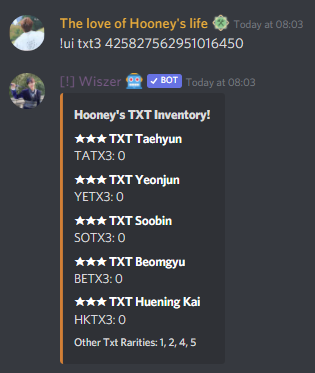 The love of Hooney's life Today at 08:03
!ui txt3 425827562951016450
[!] Wiszer BOT Today at 08:03
Hooney's TXT Inventory!
★★★ TXT Taehyun
TATX3: 0
★★★ TXT Yeonjun
YETX3: 0
★★★ TXT Soobin
SOTX3: 0
★★★ TXT Beomgyu
BETX3: 0
★★★ TXT Huening Kai
HKTX3: 0
Other Txt Rarities: 1, 2, 4, 5